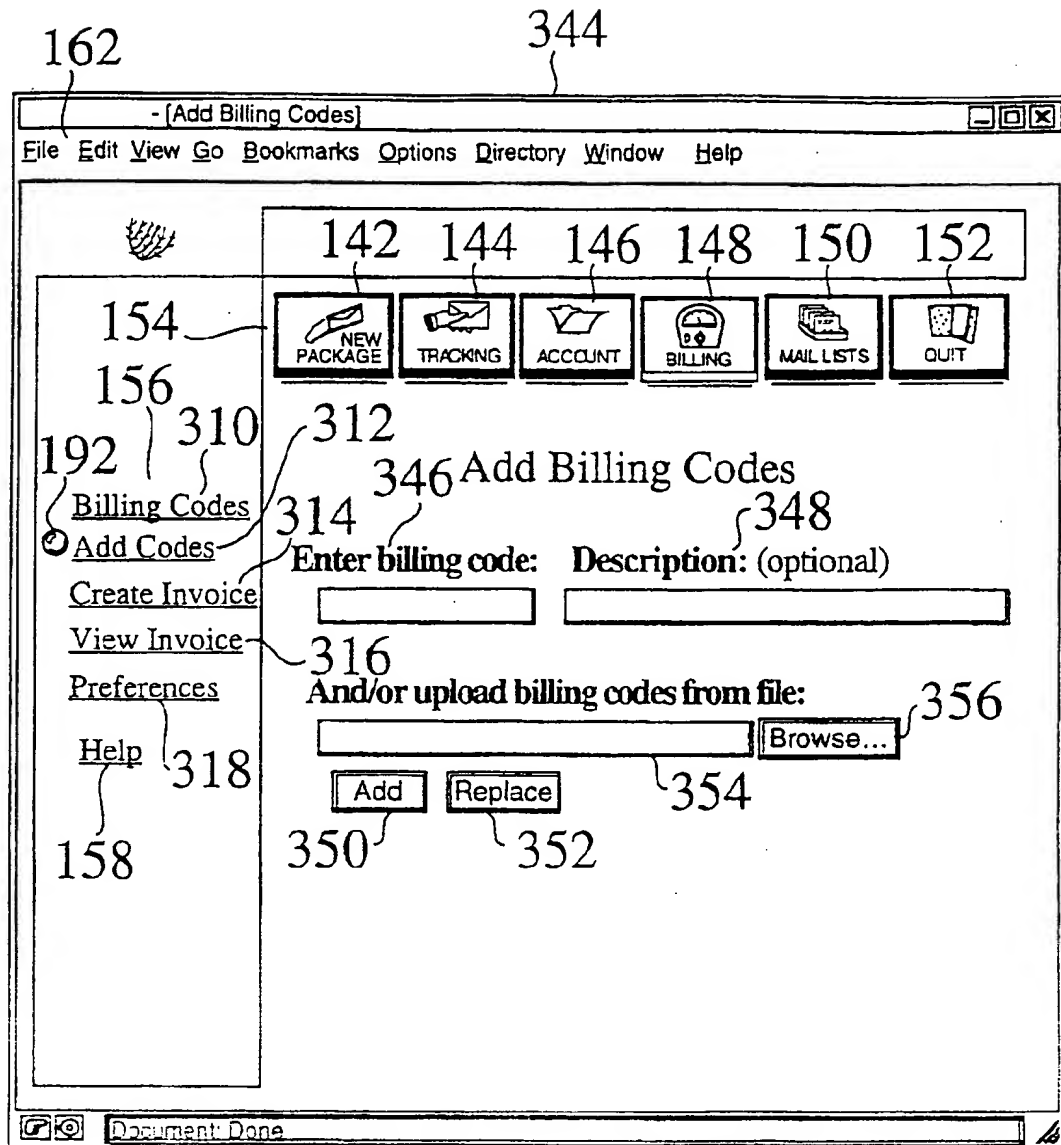 344
162
- [Add Billing Codes]
File Edit View Go Bookmarks Options Directory Window Help
142 144 146 148 150 152
154
NEW PACKAGE TRACKING ACCOUNT BILLING MAIL LISTS QUIT
156
310 312
192 346 Add Billing Codes
Billing Codes 314 348
Add Codes Enter billing code: Description: (optional)
Create Invoice
View Invoice 316
Preferences And/or upload billing codes from file: 356
Browse...
Help 318 Add Replace 354
158 350 352
Document: Done